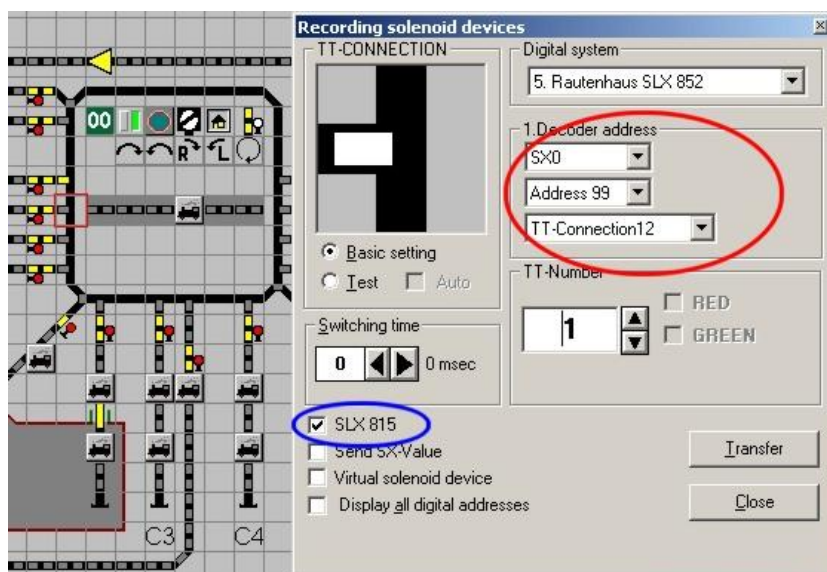 Recording solenoid devices
TT-CONNECTION
Digital system
5. Rautenhaus SLX 852
1.Decoder address
SX0
Address 99
TT-Connection12
Basic setting
Test
Auto
TT-Number
1
RED
GREEN
Switching time
0
0 msec
SLX 815
Send SX-Value
Virtual solenoid device
Display all digital addresses
Transfer
Close
00
R
L
C3
C4